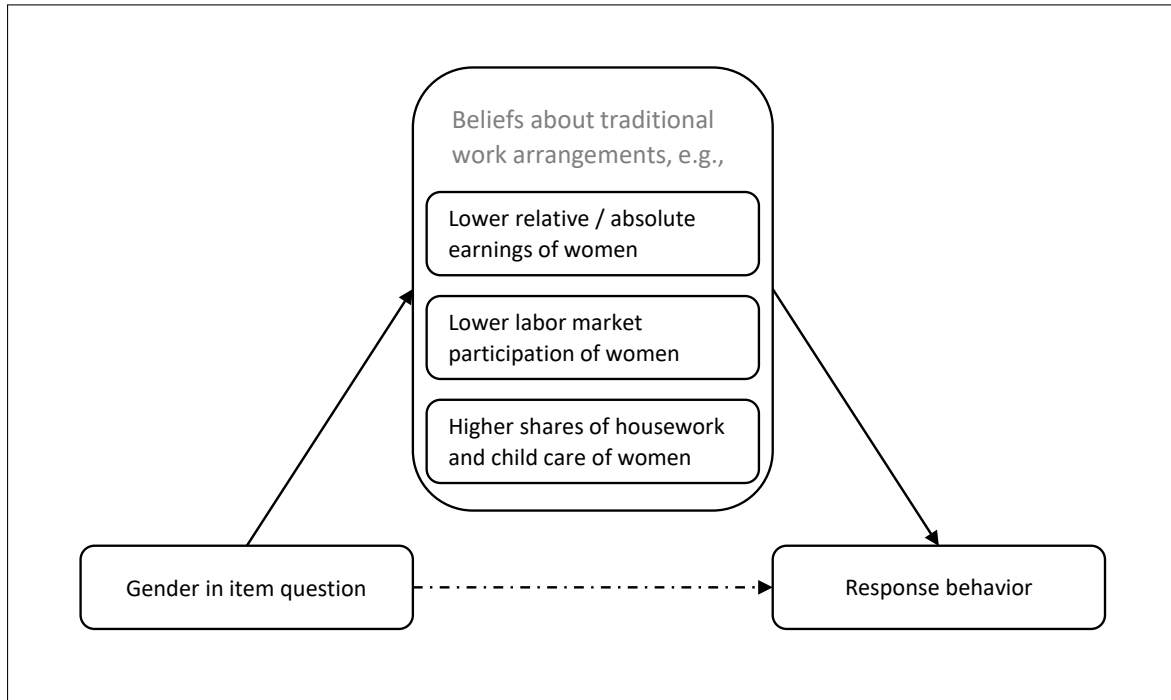 Beliefs about traditional
work arrangements, e.g.,
Lower relative / absolute
earnings of women
Lower labor market
participation of women
Higher shares of housework
and child care of women
Gender in item question
Response behavior